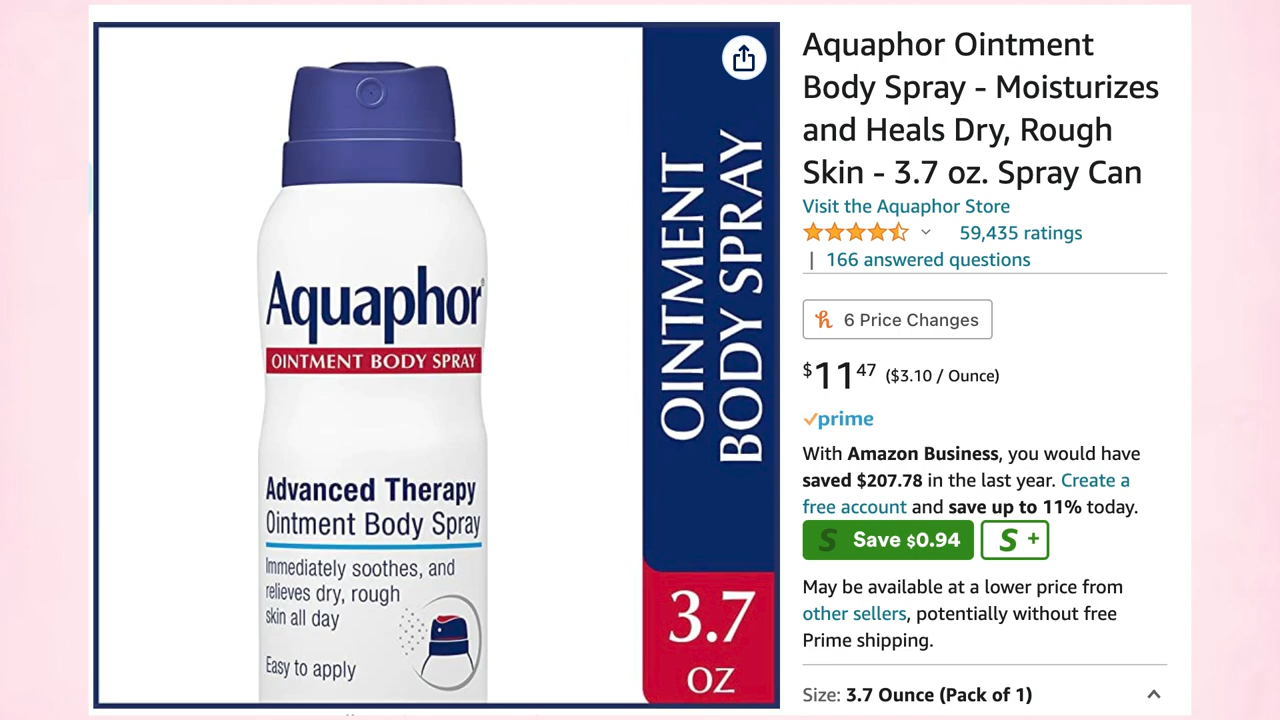 Aquaphor®
OINTMENT BODY SPRAY
Advanced Therapy
Ointment Body Spray
Immediately soothes, and
relieves dry, rough
skin all day
Easy to apply
OINTMENT
BODY SPRAY
3.7
OZ
Aquaphor Ointment
Body Spray - Moisturizes
and Heals Dry, Rough
Skin - 3.7 oz. Spray Can
Visit the Aquaphor Store
59,435 ratings
| 166 answered questions
6 Price Changes
$11 47 ($3.10 / Ounce)
prime
With Amazon Business, you would have
saved $207.78 in the last year. Create a
free account and save up to 11% today.
S Save $0.94 S +
May be available at a lower price from
other sellers, potentially without free
Prime shipping.
Size: 3.7 Ounce (Pack of 1)